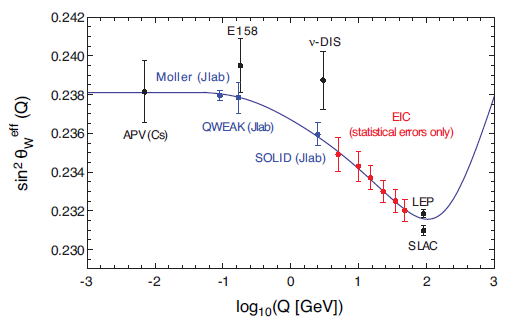 0.242
0.240
0.238
0.236
0.234
0.232
0.230
sin² θ_W^eff (Q)
E158
ν-DIS
Moller (Jlab)
APV(Cs)
QWEAK (Jlab)
SOLID (Jlab)
EIC
(statistical errors only)
LEP
SLAC
-3 -2 -1 0 1 2 3
log₁₀(Q [GeV])